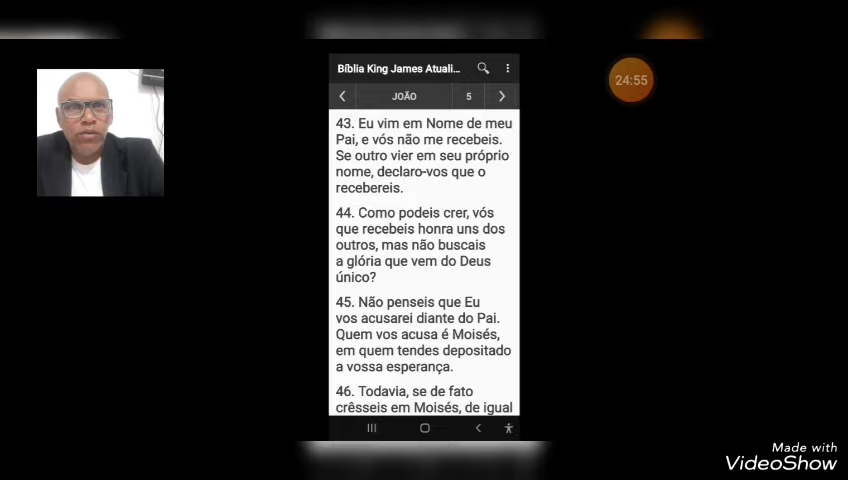 Bíblia King James Atuali...
JOÃO
5
43. Eu vim em Nome de meu
Pai, e vós não me recebeis.
Se outro vier em seu próprio
nome, declaro-vos que o
recebereis.
44. Como podeis crer, vós
que recebeis honra uns dos
outros, mas não buscais
a glória que vem do Deus
único?
45. Não penseis que Eu
vos acusarei diante do Pai.
Quem vos acusa é Moisés,
em quem tendes depositado
a vossa esperança.
46. Todavia, se de fato
crêsseis em Moisés, de igual
24:55
Made with
VideoShow